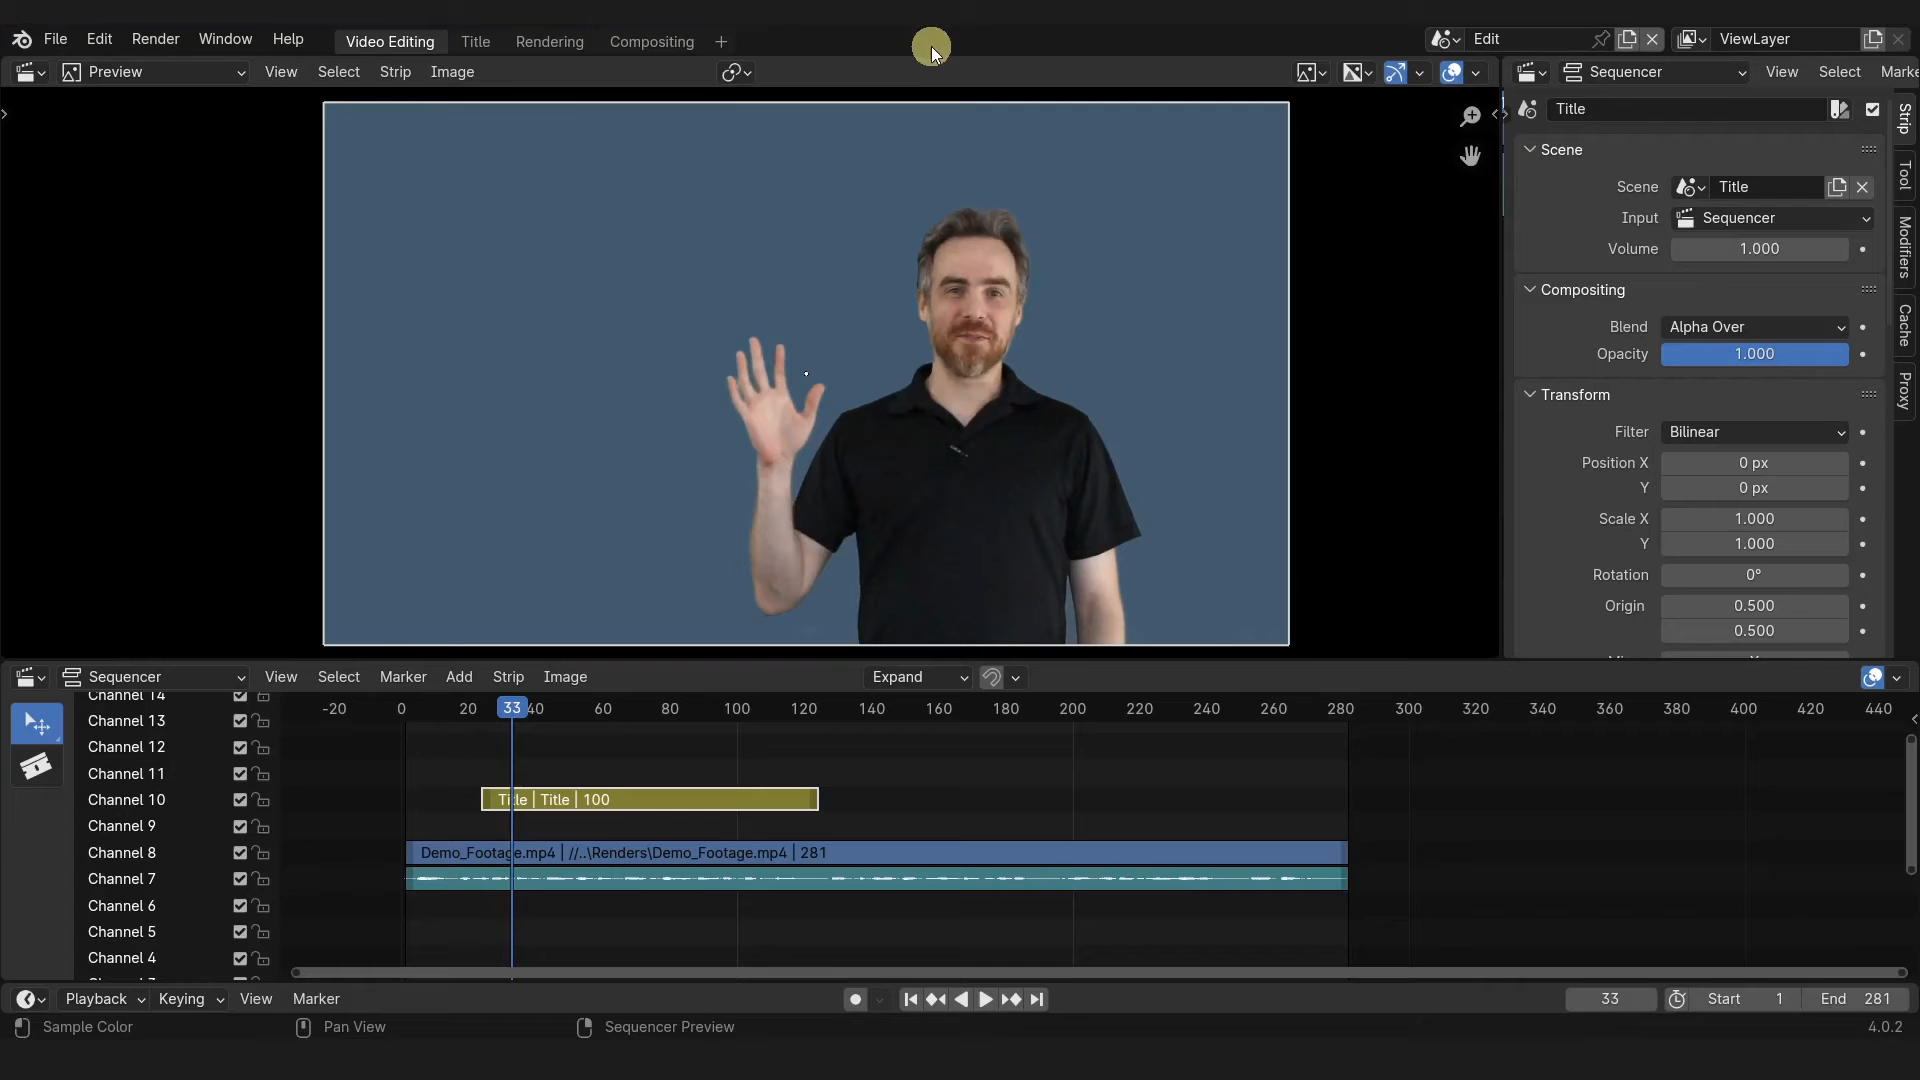 File Edit Render Window Help Video Editing Title Rendering Compositing + Edit ViewLayer
Preview View Select Strip Image Sequencer View Select Marke
Title
Scene
Scene Title
Input Sequencer
Volume 1.000
Compositing
Blend Alpha Over
Opacity 1.000
Transform
Filter Bilinear
Position X 0 px
Y 0 px
Scale X 1.000
Y 1.000
Rotation 0°
Origin 0.500
0.500
Strip
Tool
Modifiers
Cache
Proxy
Sequencer View Select Marker Add Strip Image Expand
-20 0 20 33 40 60 80 100 120 140 160 180 200 220 240 260 280 300 320 340 360 380 400 420 440
Channel 14
Channel 13
Channel 12
Channel 11
Channel 10
Title | Title | 100
Channel 9
Channel 8
Demo_Footage.mp4 | //..\Renders\Demo_Footage.mp4 | 281
Channel 7
Channel 6
Channel 5
Channel 4
Playback Keying View Marker 33 Start 1 End 281
Sample Color Pan View Sequencer Preview 4.0.2